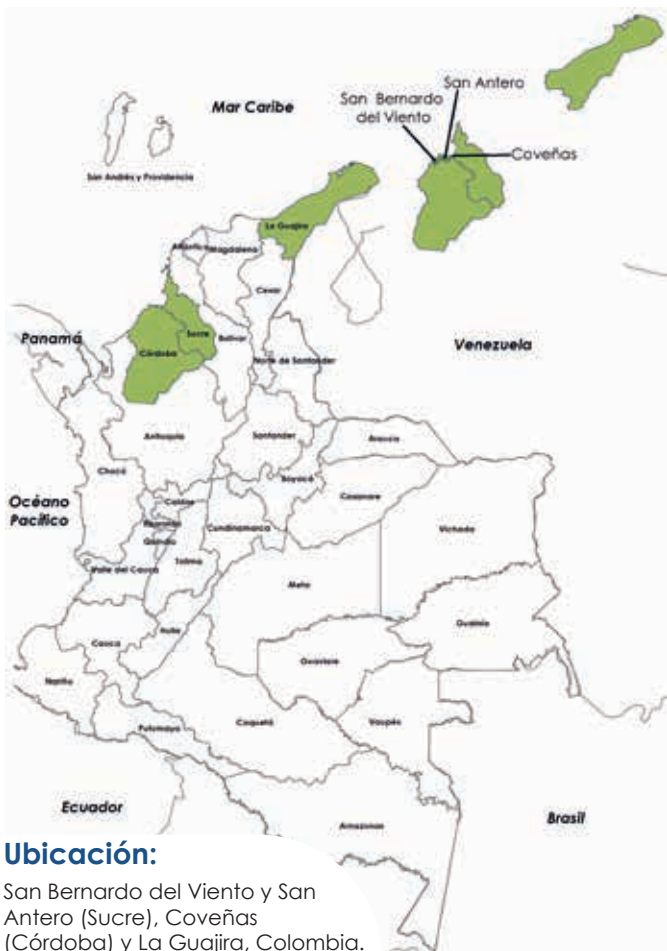 San Antero
San Bernardo
del Viento
Mar Caribe
Coveñas
San Andrés y Providencia
La Guajira
Atlántico
Magdalena
Cesar
Sucre
Bolívar
Panamá
Córdoba
Norte de Santander
Venezuela
Antioquia
Santander
Arauca
Chocó
Boyacá
Casanare
Océano
Pacífico
Caldas
Risaralda
Cundinamarca
Vichada
Quindío
Tolima
Valle del Cauca
Meta
Guainía
Cauca
Huila
Guaviare
Nariño
Caquetá
Vaupés
Putumayo
Ecuador
Amazonas
Brasil
Ubicación:
San Bernardo del Viento y San
Antero (Sucre), Coveñas
(Córdoba) y La Guajira, Colombia.